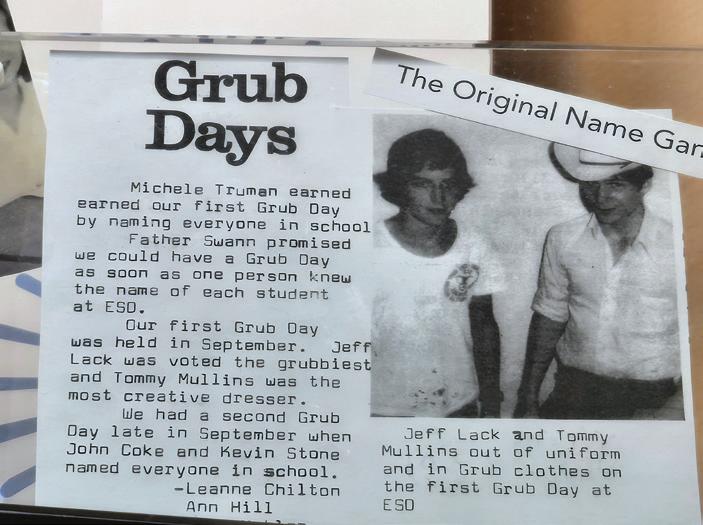 Grub
Days
Michele Truman earned
earned our first Grub Day
by naming everyone in school
Father Swann promised
we could have a Grub Day
as soon as one person knew
the name of each student
at ESD.
Our first Grub Day
was held in September. Jeff
Lack was voted the grubbiest
and Tommy Mullins was the
most creative dresser.
We had a second Grub
Day late in September when
John Coke and Kevin Stone
named everyone in school.
-Leanne Chilton
Ann Hill
The Original Name Gam
Jeff Lack and Tommy
Mullins out of uniform
and in Grub clothes on
the first Grub Day at
ESD